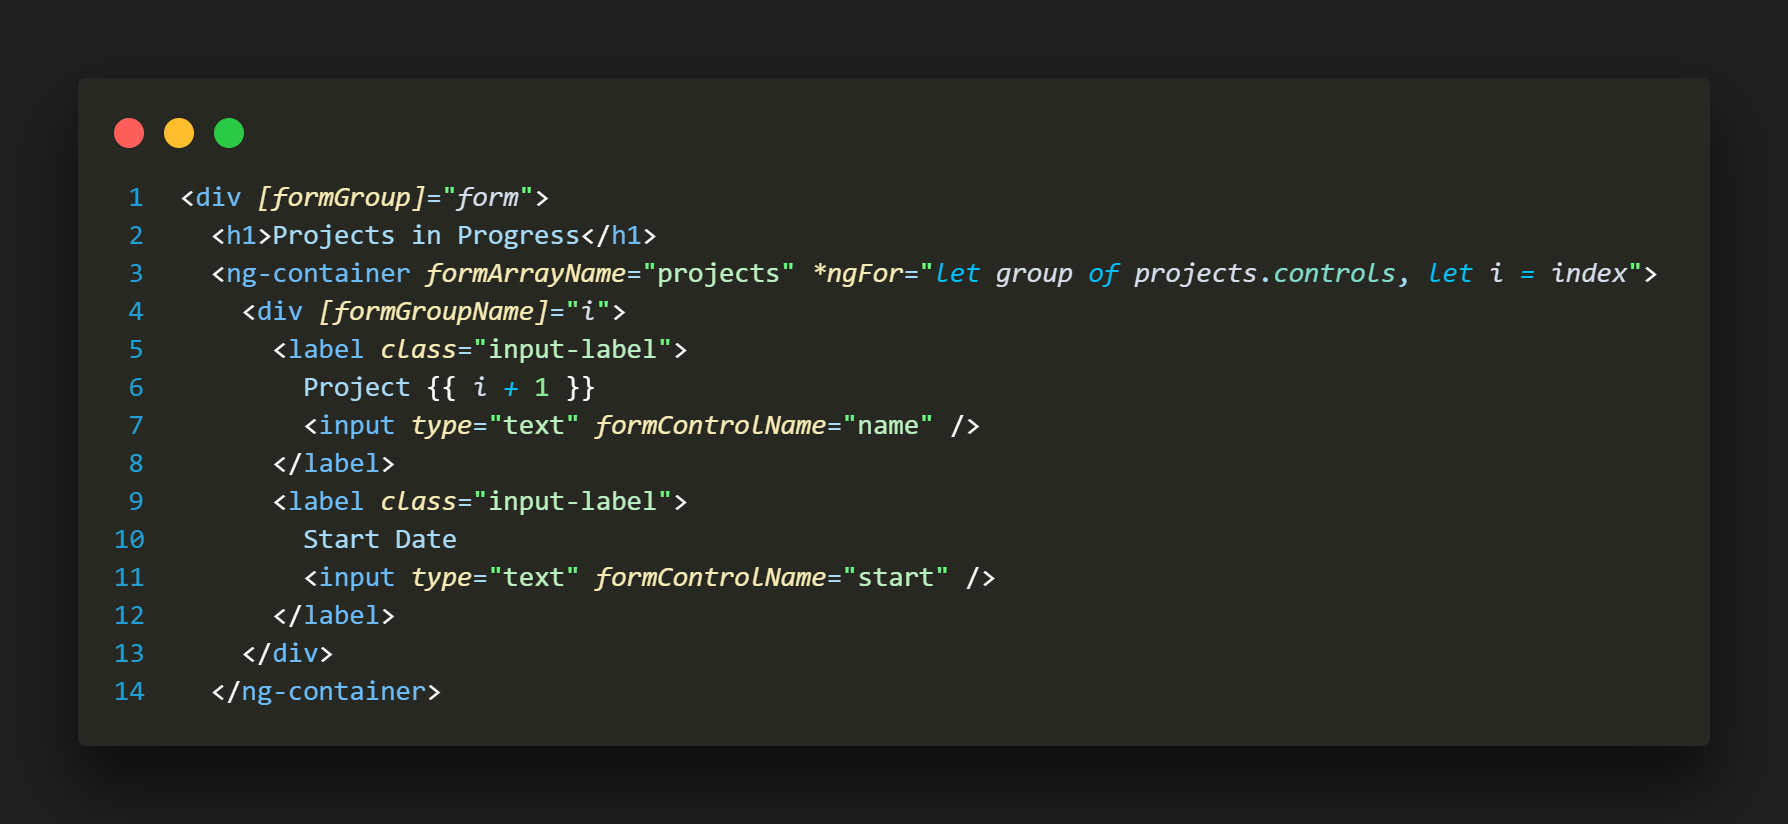 1 <div [formGroup]="form">
2   <h1>Projects in Progress</h1>
3   <ng-container formArrayName="projects" *ngFor="let group of projects.controls, let i = index">
4     <div [formGroupName]="i">
5       <label class="input-label">
6         Project {{ i + 1 }}
7         <input type="text" formControlName="name" />
8       </label>
9       <label class="input-label">
10         Start Date
11         <input type="text" formControlName="start" />
12       </label>
13     </div>
14   </ng-container>